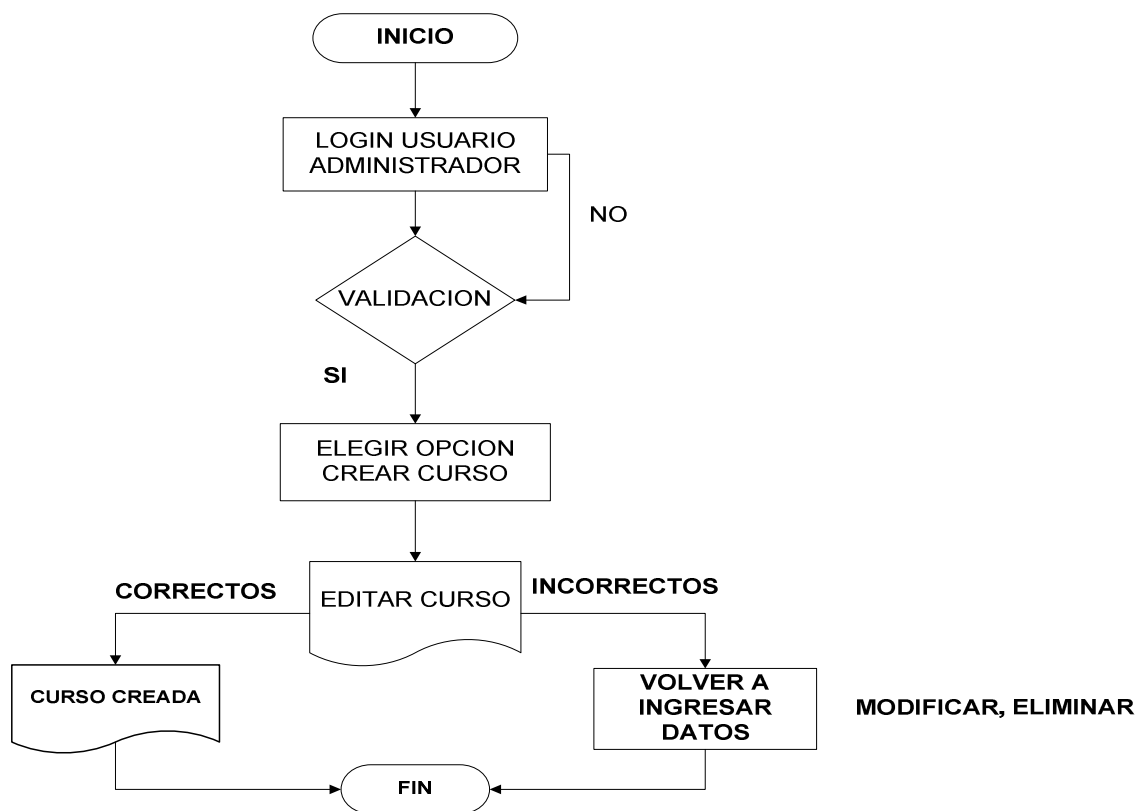 INICIO
LOGIN USUARIO
ADMINISTRADOR
NO
VALIDACION
SI
ELEGIR OPCION
CREAR CURSO
CORRECTOS
EDITAR CURSO
INCORRECTOS
CURSO CREADA
VOLVER A
INGRESAR
DATOS
MODIFICAR, ELIMINAR
FIN